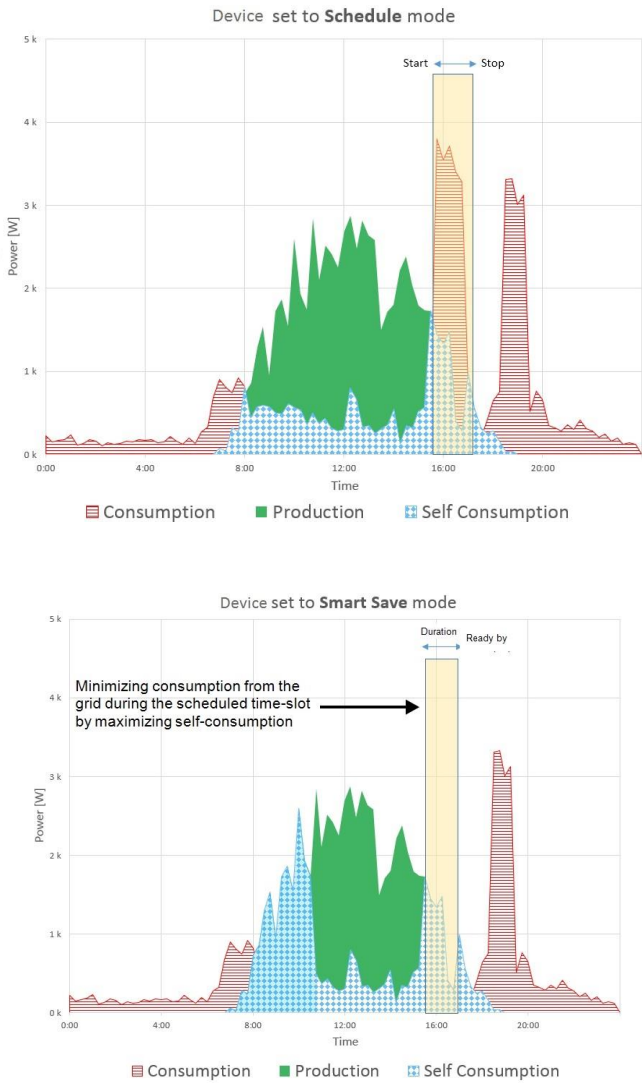 Device set to Schedule mode
5 k
Start
Stop
4 k
3 k
Power [W]
2 k
1 k
0 k
0:00
4:00
8:00
12:00
16:00
20:00
Time
Consumption
Production
Self Consumption
Device set to Smart Save mode
5 k
Duration
Ready by
4 k
Minimizing consumption from the
grid during the scheduled time-slot
by maximizing self-consumption
3 k
Power [W]
2 k
1 k
0 k
0:00
4:00
8:00
12:00
16:00
20:00
Time
Consumption
Production
Self Consumption